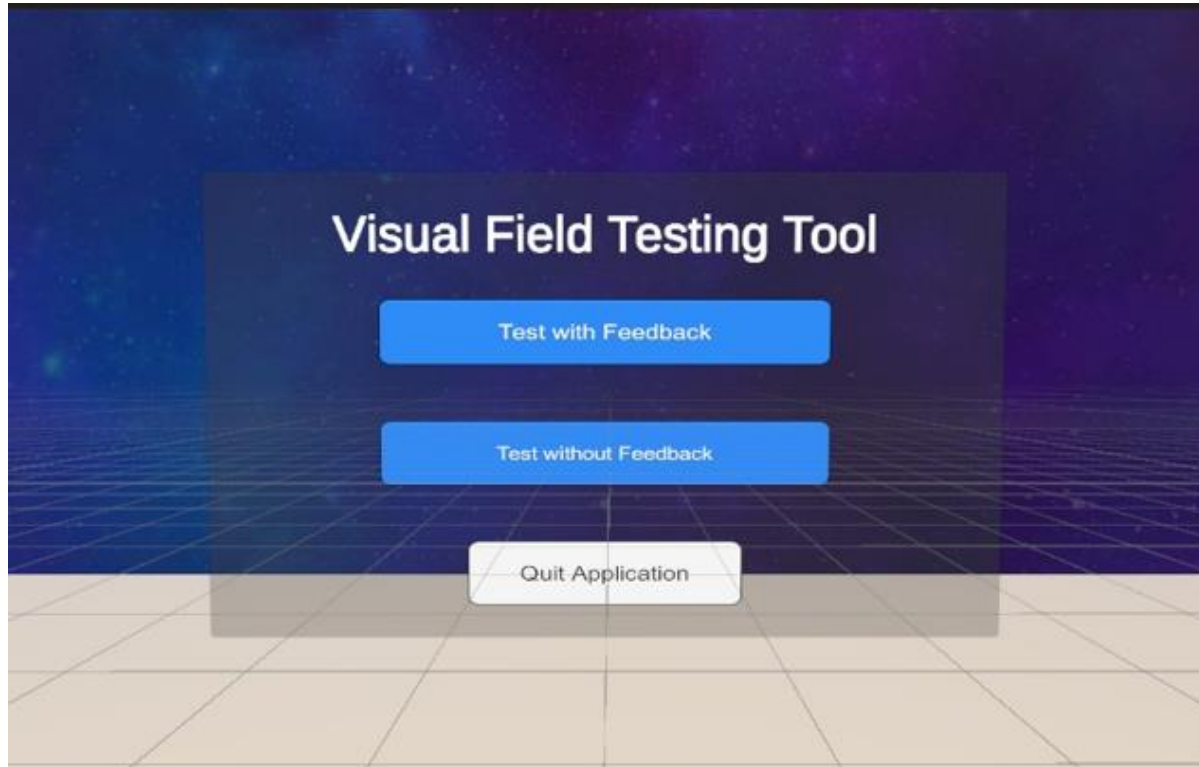 Visual Field Testing Tool
Test with Feedback
Test without Feedback
Quit Application